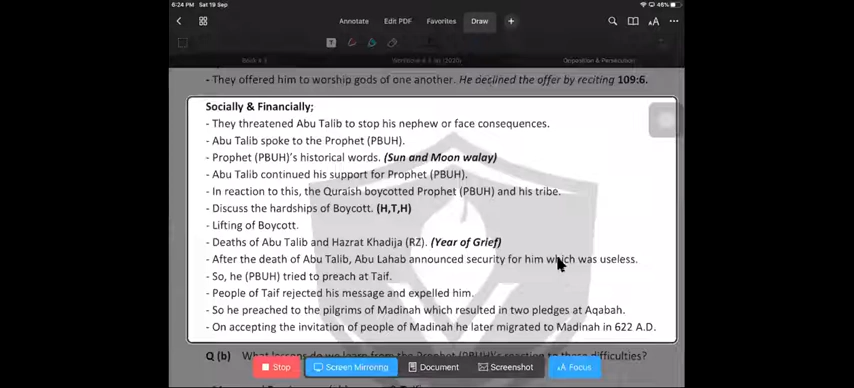 6:24 PM Sat 19 Sep
46%
Annotate Edit PDF Favorites Draw
Opposition & Persecution
- They offered him to worship gods of one another. He declined the offer by reciting 109:6.
Socially & Financially;
- They threatened Abu Talib to stop his nephew or face consequences.
- Abu Talib spoke to the Prophet (PBUH).
- Prophet (PBUH)'s historical words. (Sun and Moon walay)
- Abu Talib continued his support for Prophet (PBUH).
- In reaction to this, the Quraish boycotted Prophet (PBUH) and his tribe.
- Discuss the hardships of Boycott. (H,T,H)
- Lifting of Boycott.
- Deaths of Abu Talib and Hazrat Khadija (RZ). (Year of Grief)
- After the death of Abu Talib, Abu Lahab announced security for him which was useless.
- So, he (PBUH) tried to preach at Taif.
- People of Taif rejected his message and expelled him.
- So he preached to the pilgrims of Madinah which resulted in two pledges at Aqabah.
- On accepting the invitation of people of Madinah he later migrated to Madinah in 622 A.D.
Q (b) What lessons do we learn from the Prophet (PBUH)'s reaction to these difficulties?
Stop Screen Mirroring Document Screenshot Focus